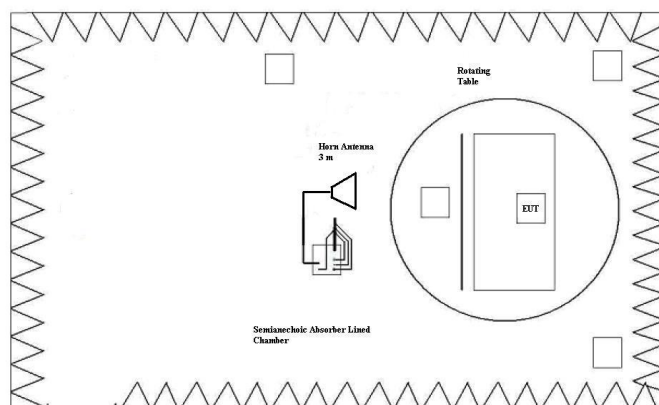 Rotating
Table
Horn Antenna
3 m
EUT
Semianechoic Absorber Lined
Chamber